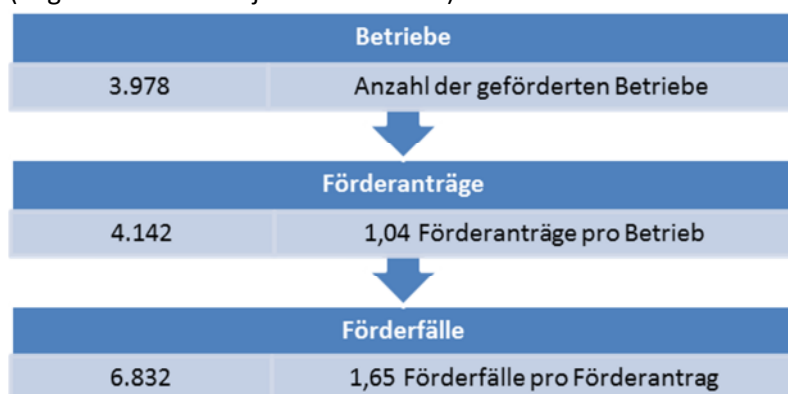 Betriebe
3.978 Anzahl der geförderten Betriebe
Förderanträge
4.142 1,04 Förderanträge pro Betrieb
Förderfälle
6.832 1,65 Förderfälle pro Förderantrag